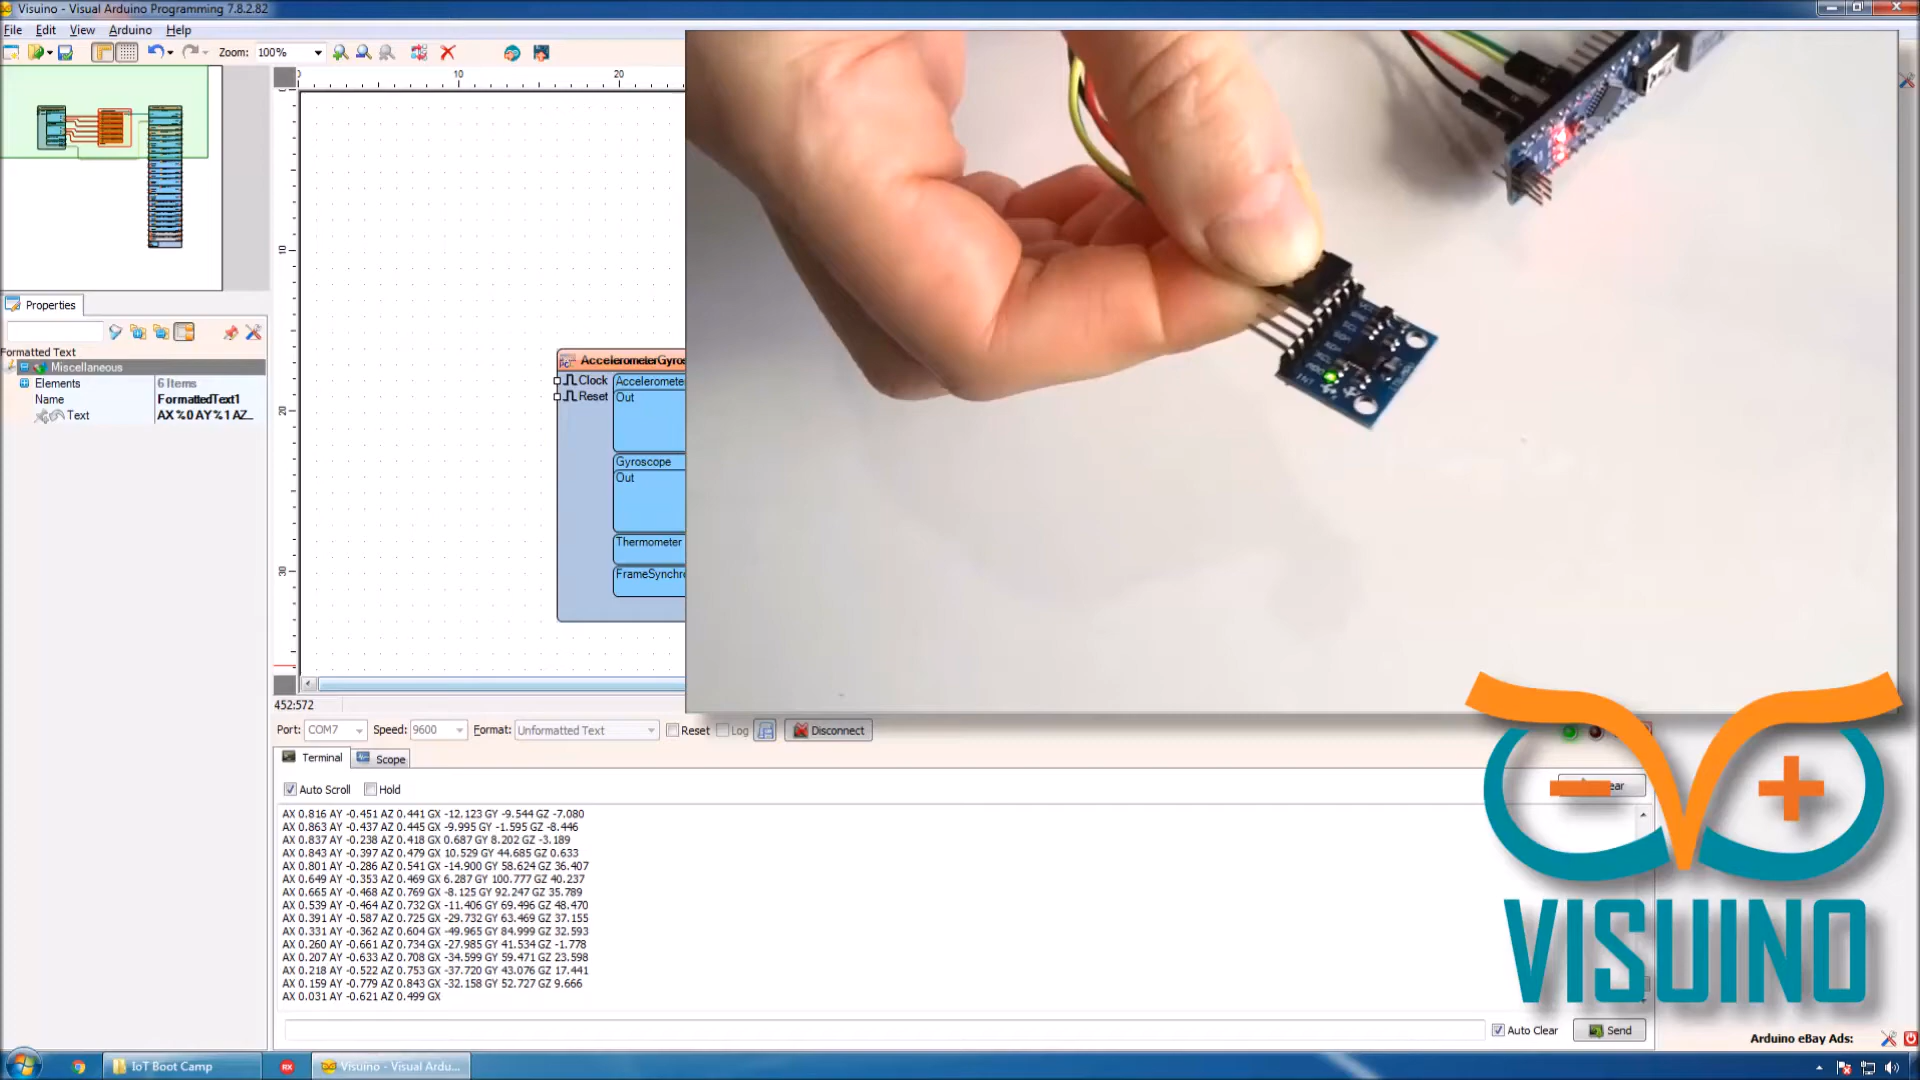 Visuino - Visual Arduino Programming 7.8.2.82
File Edit View Arduino Help
Zoom: 100%
0 10 20
10
20
30
Properties
Formatted Text
Miscellaneous
Elements 6 Items
Name FormattedText1
Text AX %0 AY %1 AZ...
AccelerometerGyros
Clock
Reset
Accelerometer
Out
Gyroscope
Out
Thermometer
FrameSynchr
INT
452:572
Port: COM7 Speed: 9600 Format: Unformatted Text Reset Log Disconnect
Terminal Scope
Auto Scroll Hold
AX 0.816 AY -0.451 AZ 0.441 GX -12.123 GY -9.544 GZ -7.080
AX 0.863 AY -0.437 AZ 0.445 GX -9.995 GY -1.595 GZ -8.446
AX 0.837 AY -0.238 AZ 0.418 GX 0.687 GY 8.202 GZ -3.189
AX 0.843 AY -0.397 AZ 0.479 GX 10.529 GY 44.685 GZ 0.633
AX 0.801 AY -0.286 AZ 0.541 GX -14.900 GY 58.624 GZ 36.407
AX 0.649 AY -0.353 AZ 0.469 GX 6.287 GY 100.777 GZ 40.237
AX 0.665 AY -0.468 AZ 0.769 GX -8.125 GY 92.247 GZ 35.789
AX 0.539 AY -0.464 AZ 0.732 GX -11.406 GY 69.496 GZ 48.470
AX 0.391 AY -0.587 AZ 0.725 GX -29.732 GY 63.469 GZ 37.155
AX 0.331 AY -0.362 AZ 0.604 GX -49.965 GY 84.999 GZ 32.593
AX 0.260 AY -0.661 AZ 0.734 GX -27.985 GY 41.534 GZ -1.778
AX 0.207 AY -0.633 AZ 0.708 GX -34.599 GY 59.471 GZ 23.598
AX 0.218 AY -0.522 AZ 0.753 GX -37.720 GY 43.076 GZ 17.441
AX 0.159 AY -0.779 AZ 0.843 GX -32.158 GY 52.727 GZ 9.666
AX 0.031 AY -0.621 AZ 0.499 GX
ear
VISUINO
Auto Clear Send
Arduino eBay Ads:
IoT Boot Camp
RX
Visuino - Visual Ardu...